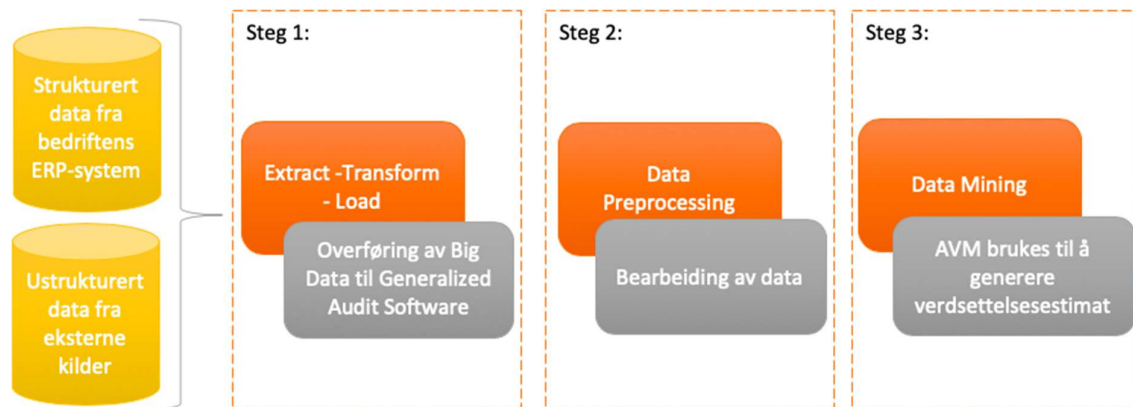 Strukturert
data fra
bedriftens
ERP-system
Ustrukturert
data fra
eksterne
kilder
Steg 1:
Extract -Transform
- Load
Overføring av Big
Data til Generalized
Audit Software
Steg 2:
Data
Preprocessing
Bearbeiding av data
Steg 3:
Data Mining
AVM brukes til å
generere
verdsettelsesestimat